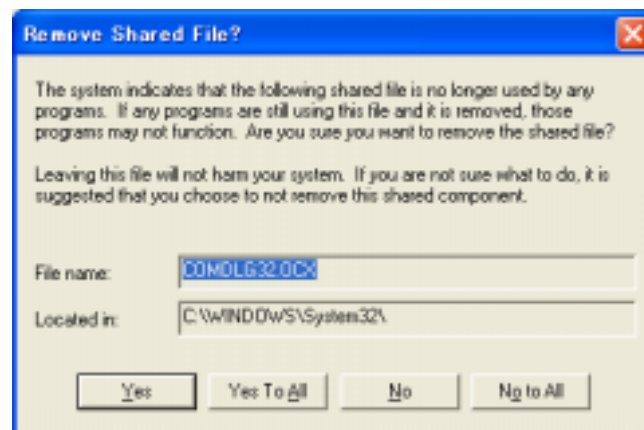 Remove Shared File?
The system indicates that the following shared file is no longer used by any
programs. If any programs are still using this file and it is removed, those
programs may not function. Are you sure you want to remove the shared file?
Leaving this file will not harm your system. If you are not sure what to do, it is
suggested that you choose to not remove this shared component.
File name: COMDLG32.OCX
Located in: C:\WINDOWS\System32\
Yes Yes To All No No to All